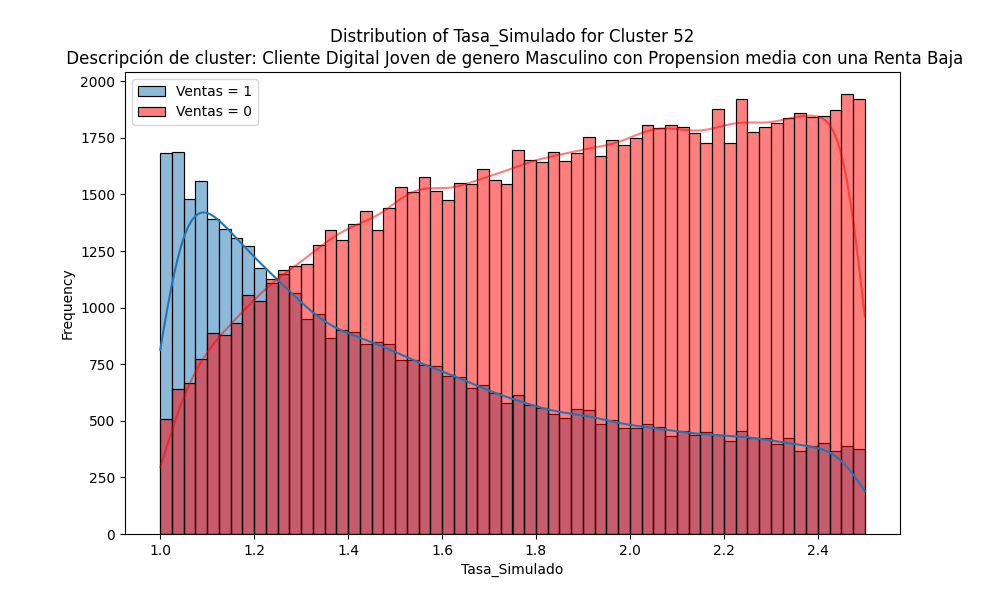 Distribution of Tasa_Simulado for Cluster 52
Descripción de cluster: Cliente Digital Joven de genero Masculino con Propension media con una Renta Baja
Ventas = 1
Ventas = 0
Frequency
2000
1750
1500
1250
1000
750
500
250
0
1.0 1.2 1.4 1.6 1.8 2.0 2.2 2.4
Tasa_Simulado